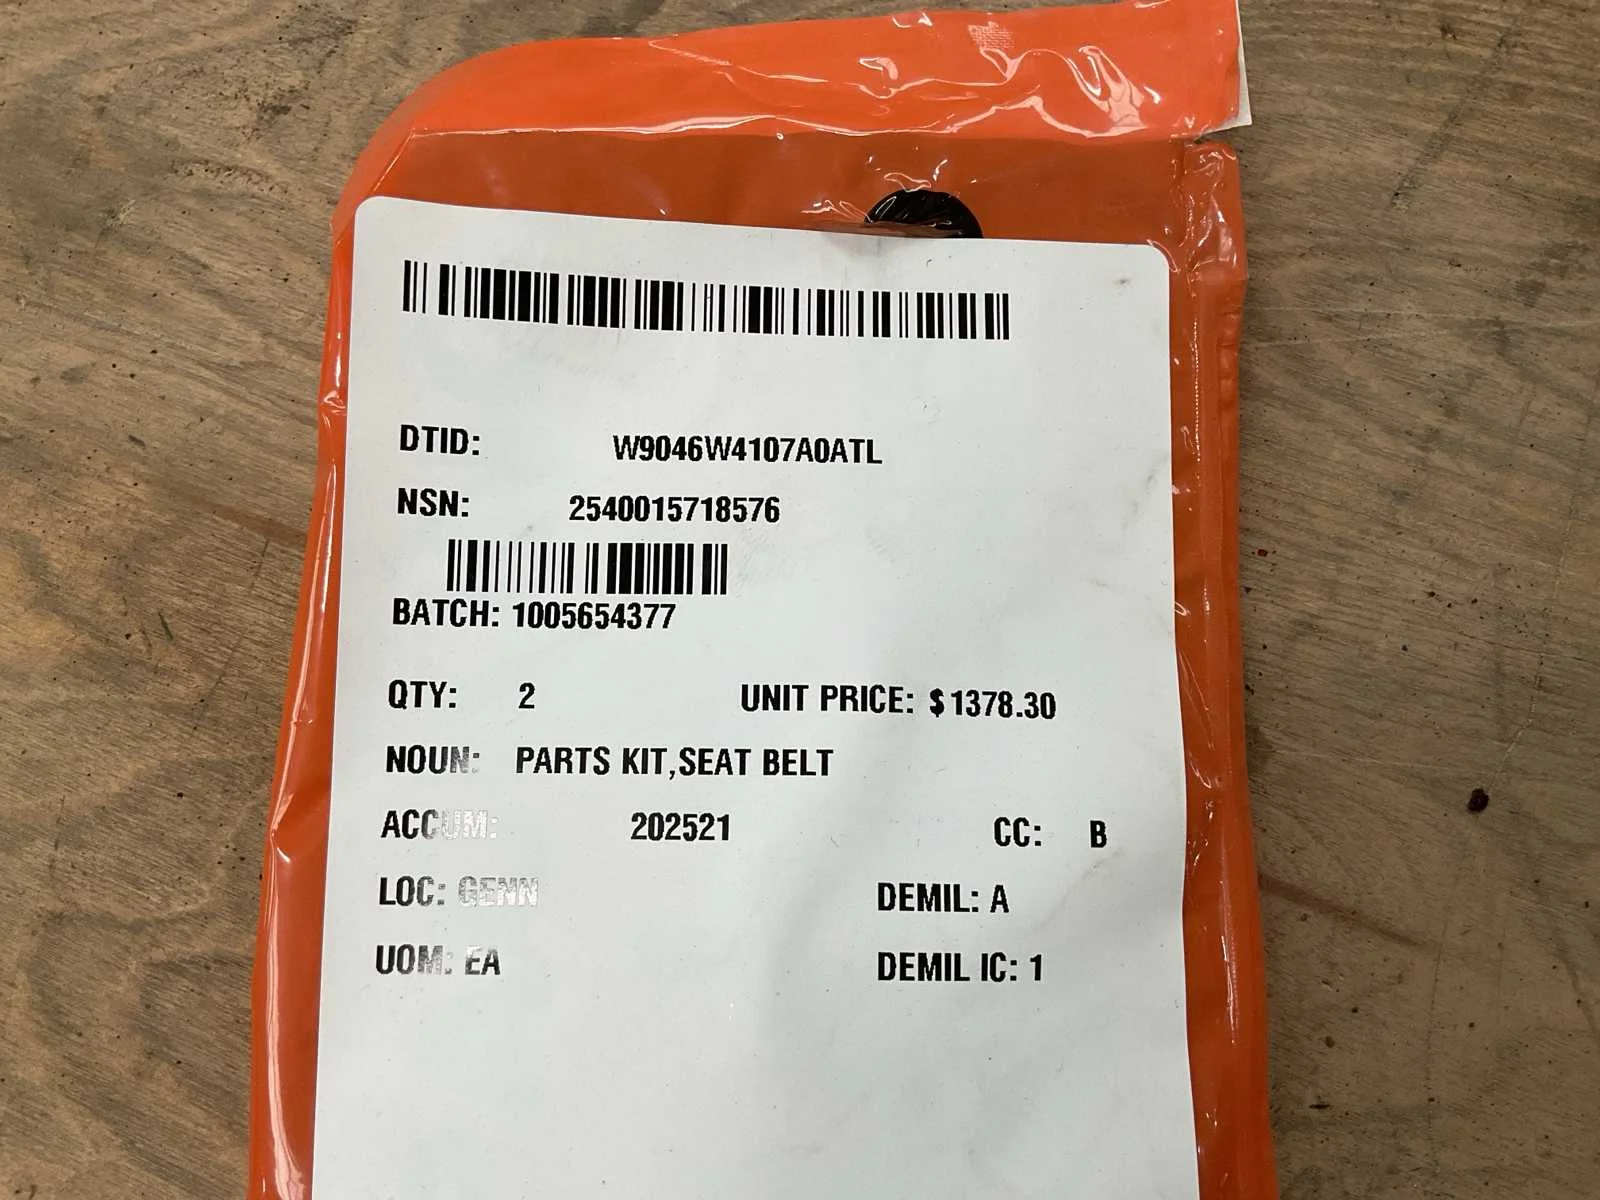 DTID: W9046W4107A0ATL
NSN: 2540015718576
BATCH: 1005654377
QTY: 2 UNIT PRICE: $1378.30
NOUN: PARTS KIT,SEAT BELT
ACCUM: 202521 CC: B
LOC: GENN DEMIL: A
UOM: EA DEMIL IC: 1